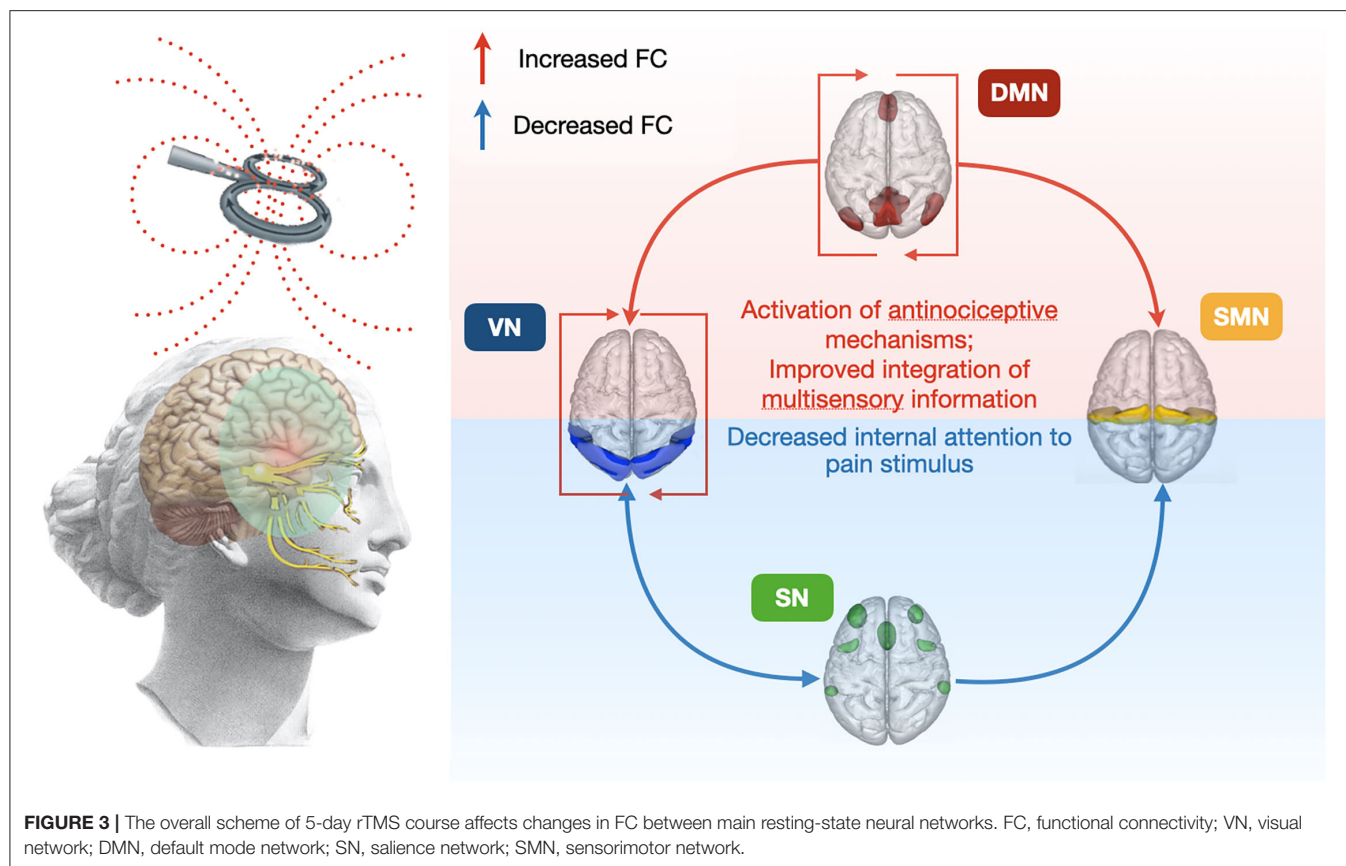 Increased FC
Decreased FC
DMN
VN
SMN
Activation of antinociceptive
mechanisms;
Improved integration of
multisensory information
Decreased internal attention to
pain stimulus
SN
FIGURE 3 | The overall scheme of 5-day rTMS course affects changes in FC between main resting-state neural networks. FC, functional connectivity; VN, visual
network; DMN, default mode network; SN, salience network; SMN, sensorimotor network.